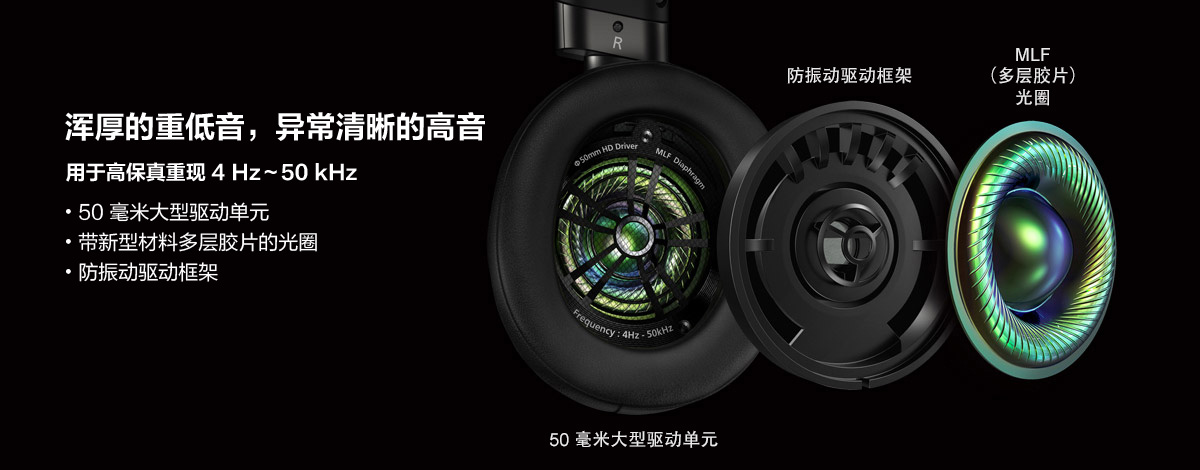 浑厚的重低音，异常清晰的高音
用于高保真重现 4 Hz~50 kHz
• 50 毫米大型驱动单元
• 带新型材料多层胶片的光圈
• 防振动驱动框架
R
Φ50mm HD Driver
MLF Diaphragm
Frequency : 4Hz - 50kHz
50 毫米大型驱动单元
防振动驱动框架
MLF
（多层胶片）
光圈